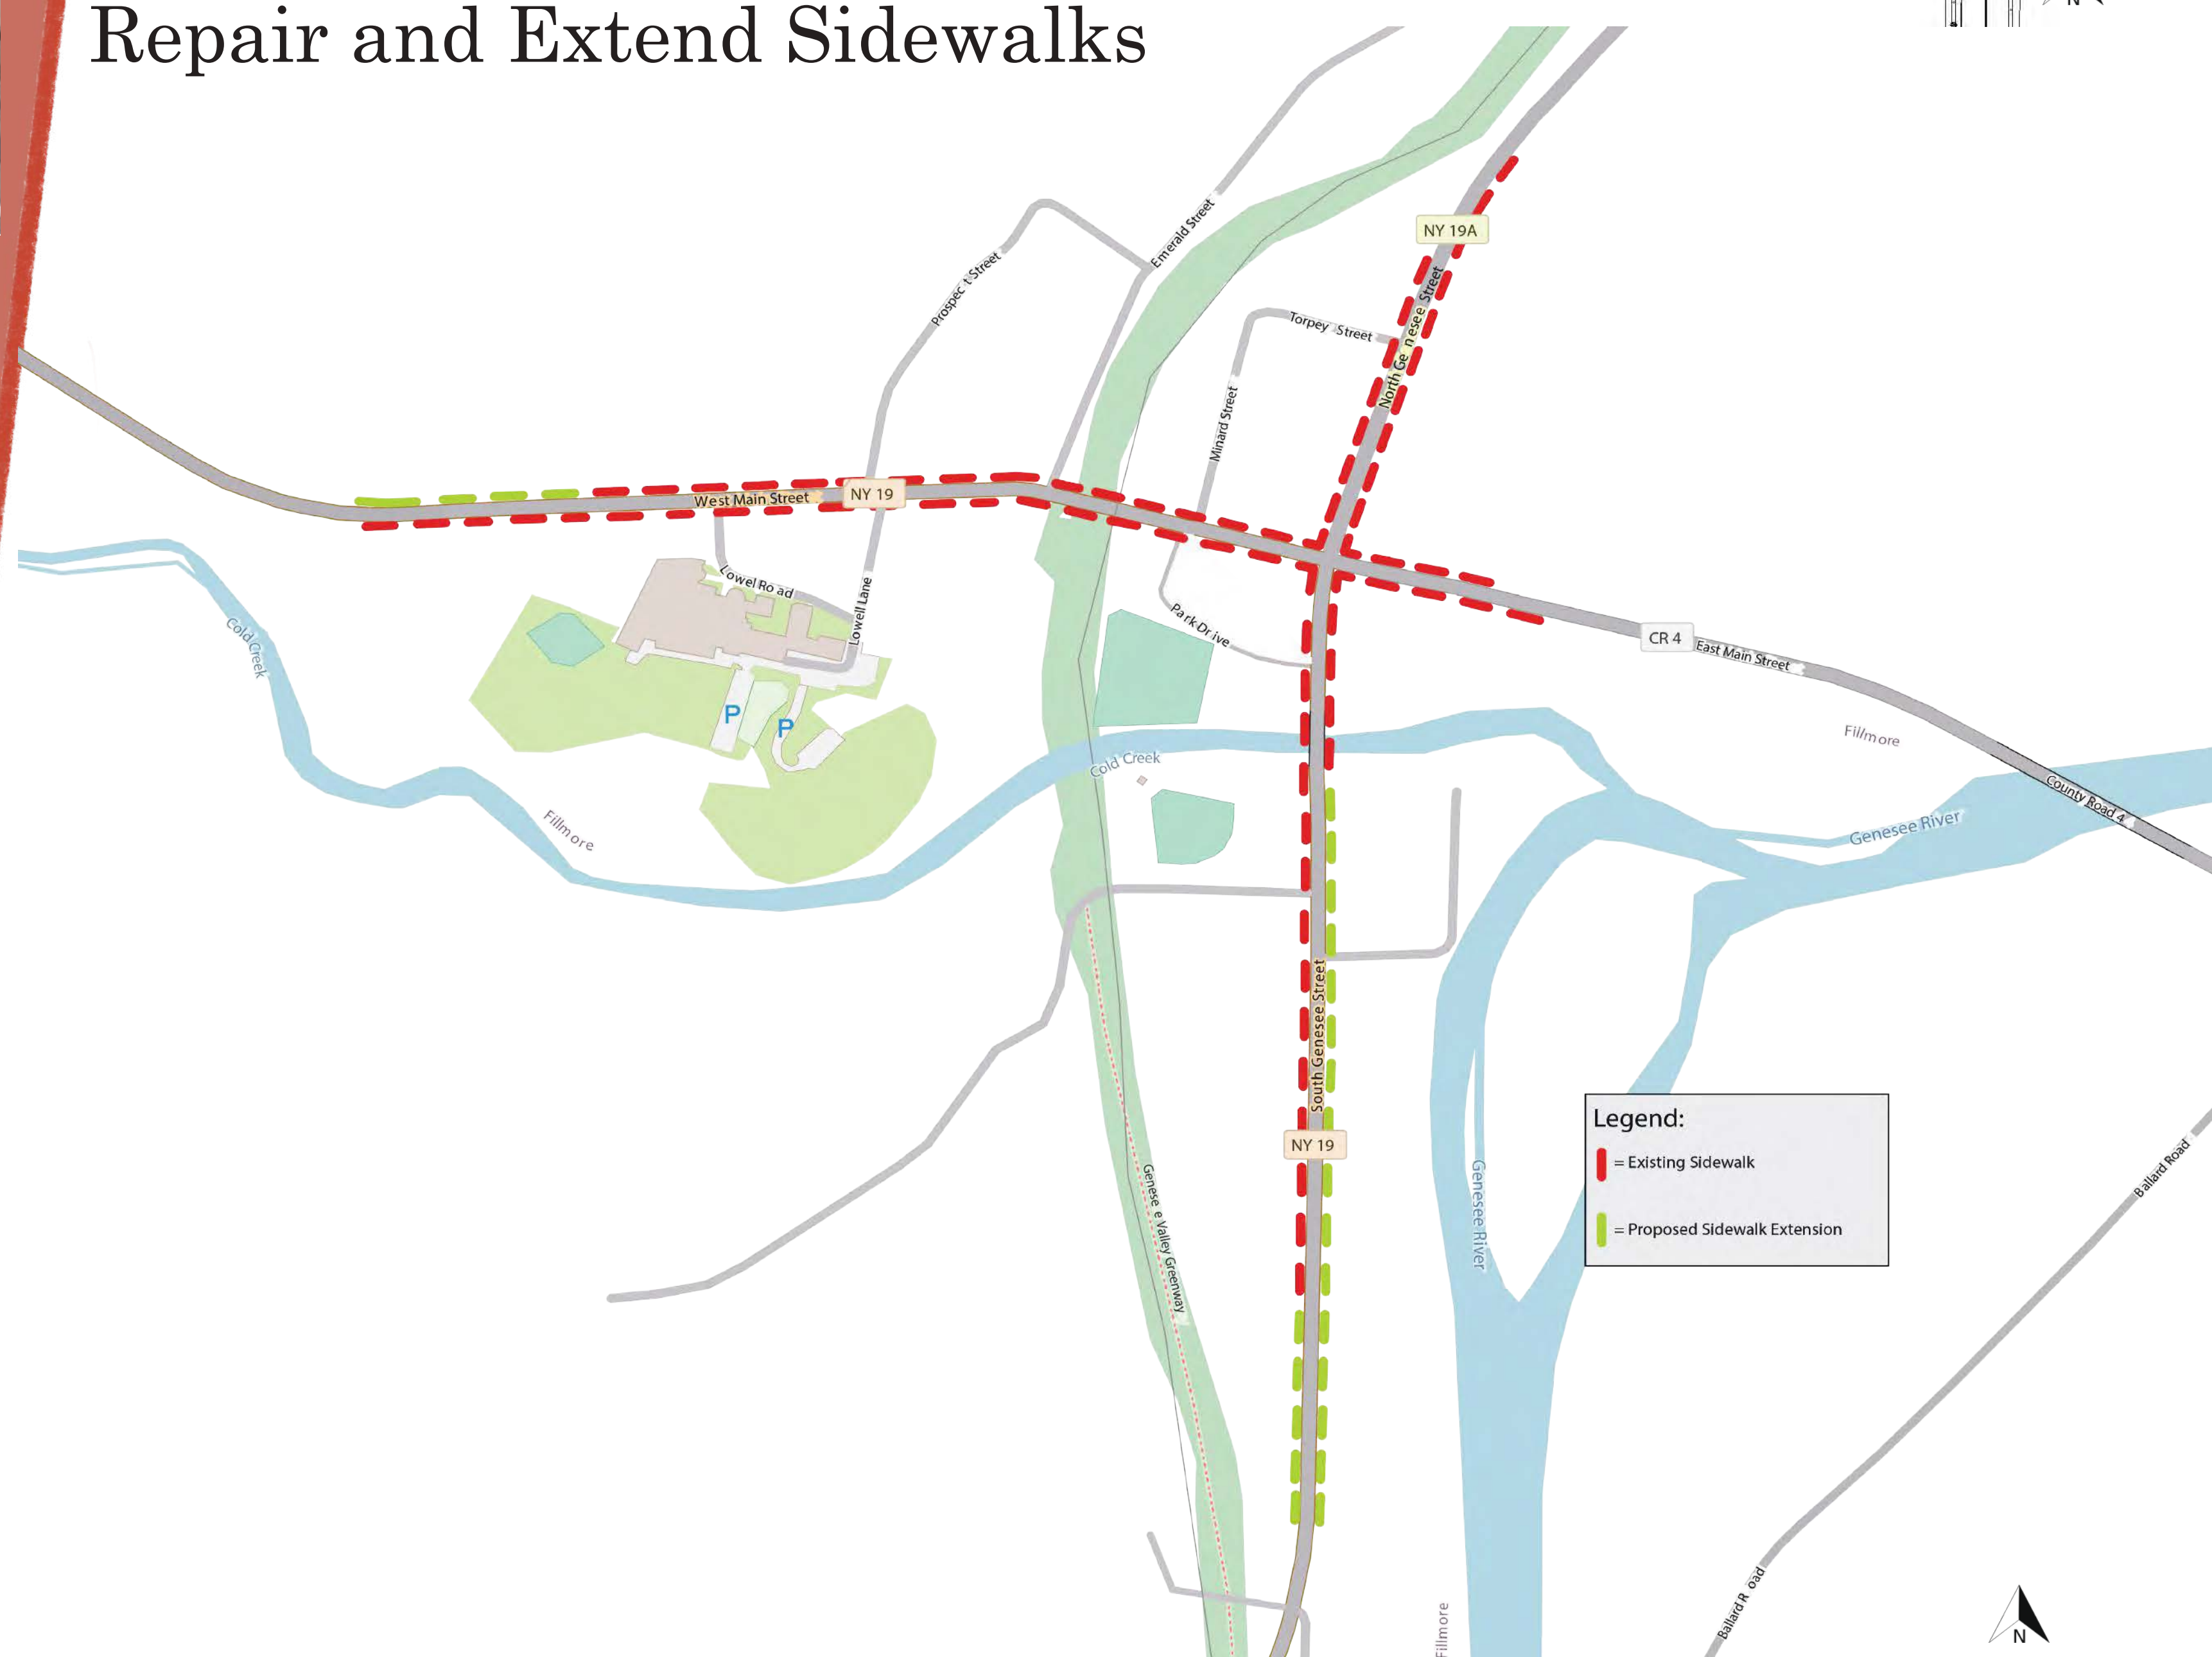 N
Repair and Extend Sidewalks
Emerald Street
NY 19A
Prospect Street
North Genesee Street
Torpey Street
Minard Street
West Main Street
NY 19
Lowel Road
Lowell Lane
Park Drive
CR 4
East Main Street
Cold Creek
P
P
Fillmore
Cold Creek
County Road 4
Genesee River
Fillmore
South Genesee Street
Legend:
= Existing Sidewalk
= Proposed Sidewalk Extension
NY 19
Genesee Valley Greenway
Genesee River
Ballard Road
Ballard Road
Fillmore
N